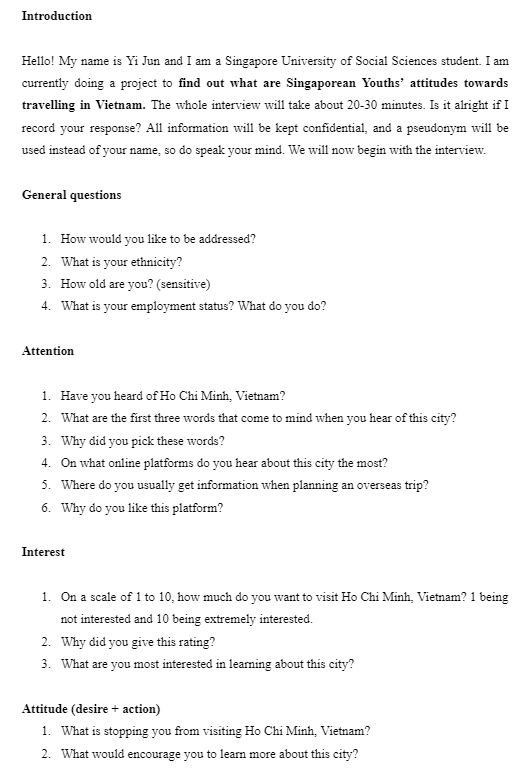 Introduction
Hello! My name is Yi Jun and I am a Singapore University of Social Sciences student. I am
currently doing a project to find out what are Singaporean Youths’ attitudes towards
travelling in Vietnam. The whole interview will take about 20-30 minutes. Is it alright if I
record your response? All information will be kept confidential, and a pseudonym will be
used instead of your name, so do speak your mind. We will now begin with the interview.
General questions
1. How would you like to be addressed?
2. What is your ethnicity?
3. How old are you? (sensitive)
4. What is your employment status? What do you do?
Attention
1. Have you heard of Ho Chi Minh, Vietnam?
2. What are the first three words that come to mind when you hear of this city?
3. Why did you pick these words?
4. On what online platforms do you hear about this city the most?
5. Where do you usually get information when planning an overseas trip?
6. Why do you like this platform?
Interest
1. On a scale of 1 to 10, how much do you want to visit Ho Chi Minh, Vietnam? 1 being
not interested and 10 being extremely interested.
2. Why did you give this rating?
3. What are you most interested in learning about this city?
Attitude (desire + action)
1. What is stopping you from visiting Ho Chi Minh, Vietnam?
2. What would encourage you to learn more about this city?